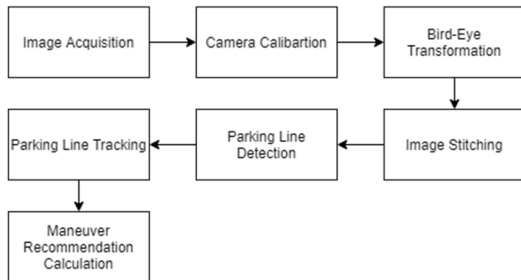 Image Acquisition
Camera Calibartion
Bird-Eye
Transformation
Image Stitching
Parking Line
Detection
Parking Line Tracking
Maneuver
Recommendation
Calculation